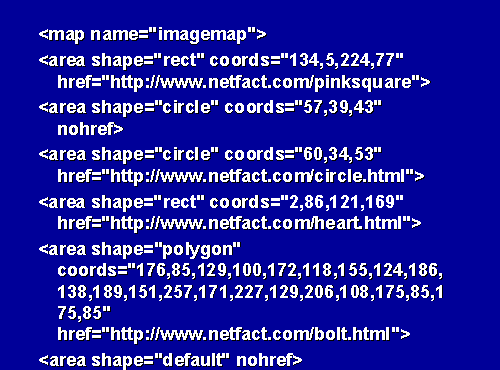 <map name="imagemap">
<area shape="rect" coords="134,5,224,77"
href="http://www.netfact.com/pinksquare">
<area shape="circle" coords="57,39,43"
nohref>
<area shape="circle" coords="60,34,53"
href="http://www.netfact.com/circle.html">
<area shape="rect" coords="2,86,121,169"
href="http://www.netfact.com/heart.html">
<area shape="polygon"
coords="176,85,129,100,172,118,155,124,186,
138,189,151,257,171,227,129,206,108,175,85,1
75,85"
href="http://www.netfact.com/bolt.html">
<area shape="default" nohref>